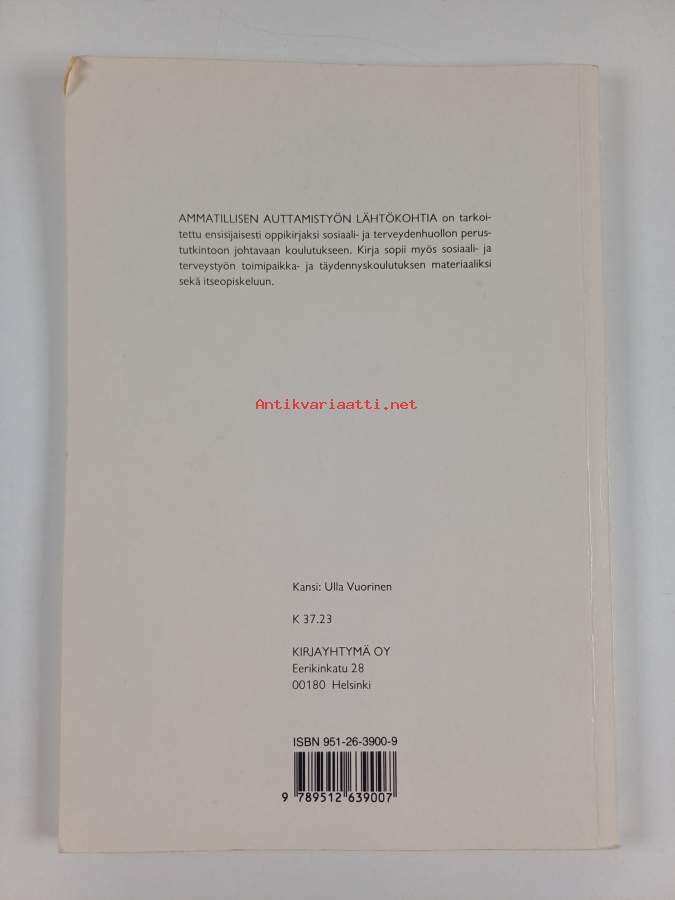 AMMATILLISEN AUTTAMISTYÖN LÄHTÖKOHTIA on tarkoi-
tettu ensisijaisesti oppikirjaksi sosiaali- ja terveydenhuollon perus-
tutkintoon johtavaan koulutukseen. Kirja sopii myös sosiaali- ja
terveystyön toimipaikka- ja täydennyskoulutuksen materiaaliksi
sekä itseopiskeluun.
Antikvariaatti.net
Kansi: Ulla Vuorinen
K 37.23
KIRJAYHTYMÄ OY
Eerikinkatu 28
00180 Helsinki
ISBN 951-26-3900-9
9 789512 639007